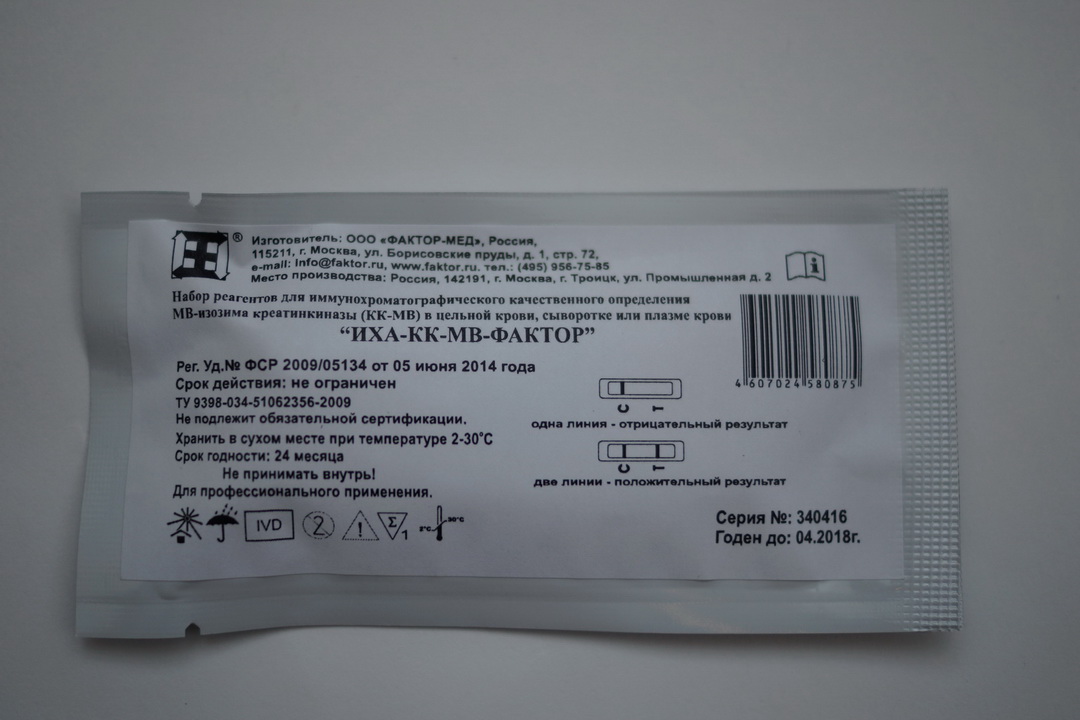 ®
Изготовитель: ООО «ФАКТОР-МЕД», Россия,
115211, г. Москва, ул. Борисовские пруды, д. 1, стр. 72,
e-mail: info@faktor.ru, www.faktor.ru. тел.: (495) 956-75-85
Место производства: Россия, 142191, г. Москва, г. Троицк, ул. Промышленная д. 2
Набор реагентов для иммунохроматографического качественного определения
МВ-изозима креатинкиназы (КК-МВ) в цельной крови, сыворотке или плазме крови
“ИХА-КК-МВ-ФАКТОР”
4 607024 580875
Рег. Уд.№ ФСР 2009/05134 от 05 июня 2014 года
Срок действия: не ограничен
ТУ 9398-034-51062356-2009
Не подлежит обязательной сертификации.
Хранить в сухом месте при температуре 2-30°С
Срок годности: 24 месяца
Не принимать внутрь!
Для профессионального применения.
C T
одна линия - отрицательный результат
C T
две линии - положительный результат
IVD 2 Σ 1 2°C 30°C
Серия №: 340416
Годен до: 04.2018г.